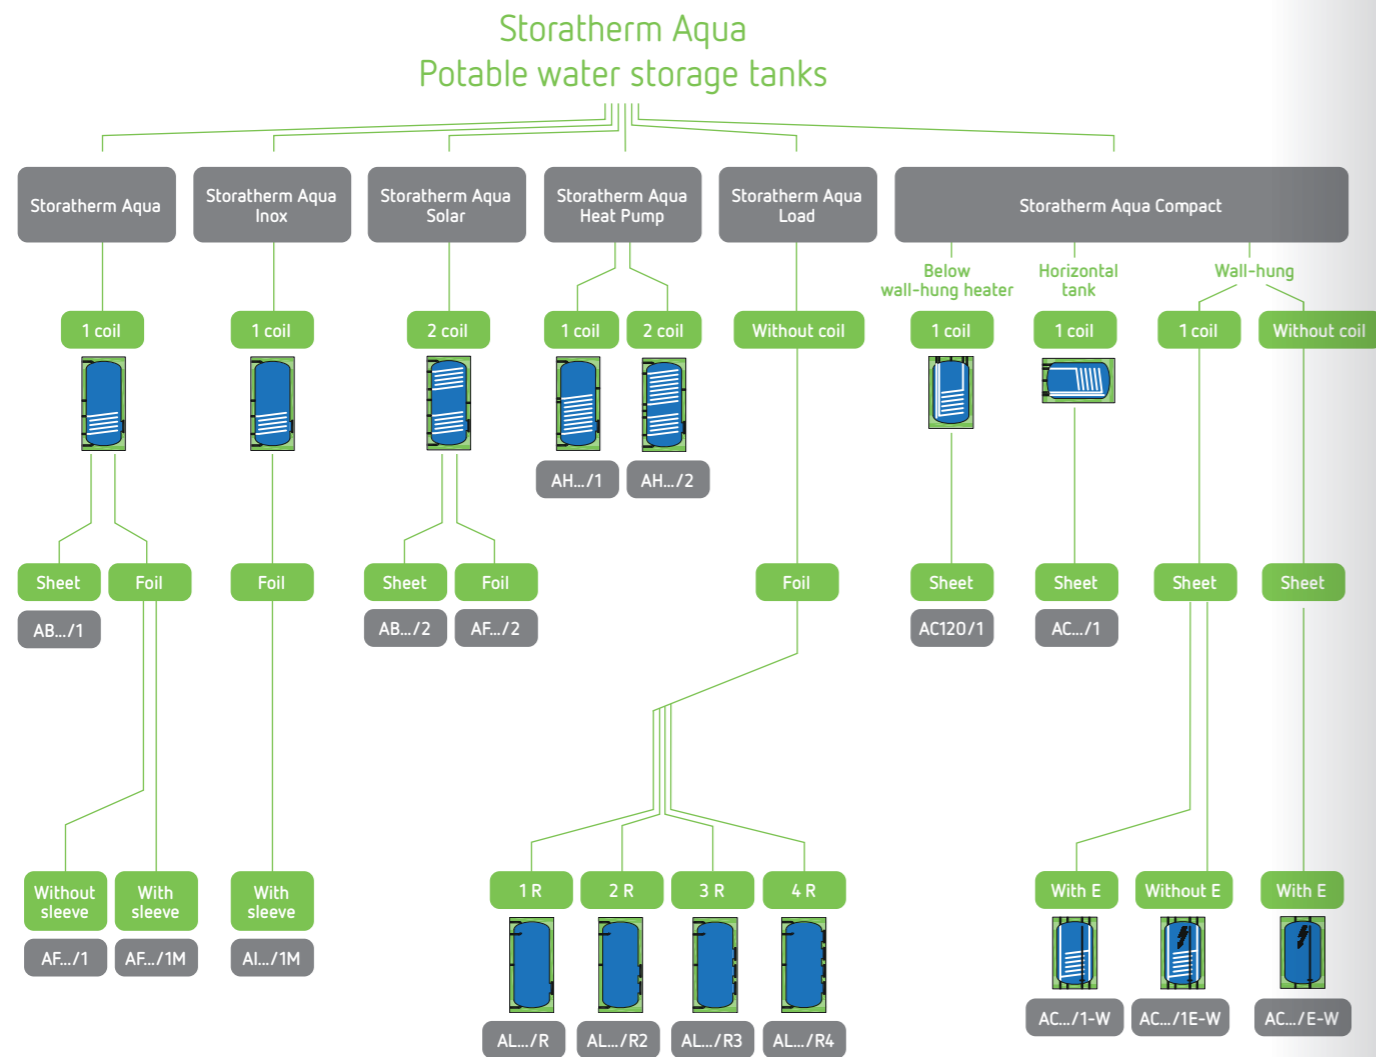 Storatherm Aqua
Potable water storage tanks
Storatherm Aqua
Storatherm Aqua
Inox
Storatherm Aqua
Solar
Storatherm Aqua
Heat Pump
Storatherm Aqua
Load
Storatherm Aqua Compact
Below
wall-hung heater
Horizontal
tank
Wall-hung
1 coil
1 coil
2 coil
1 coil
2 coil
Without coil
1 coil
1 coil
1 coil
Without coil
AH.../1
AH.../2
Sheet
Foil
Foil
Sheet
Foil
Foil
Sheet
Sheet
Sheet
Sheet
AB.../1
AB.../2
AF.../2
AC120/1
AC.../1
Without
sleeve
With
sleeve
With
sleeve
1 R
2 R
3 R
4 R
With E
Without E
With E
AF.../1
AF.../1M
AI.../1M
AC.../1-W
AC.../1E-W
AC.../E-W
AL.../R
AL.../R2
AL.../R3
AL.../R4